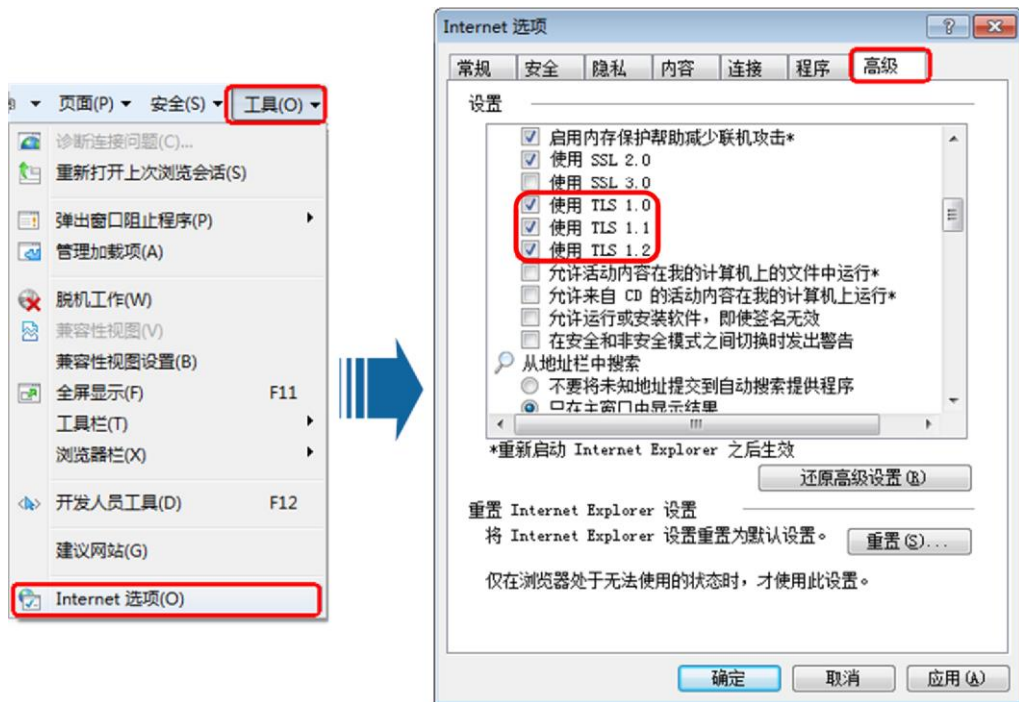 页面(P) 安全(S) 工具(O)
诊断连接问题(C)...
重新打开上次浏览会话(S)
弹出窗口阻止程序(P)
管理加载项(A)
脱机工作(W)
兼容性视图(V)
兼容性视图设置(B)
全屏显示(F) F11
工具栏(T)
浏览器栏(X)
开发人员工具(D) F12
建议网站(G)
Internet 选项(O)
Internet 选项
常规 安全 隐私 内容 连接 程序 高级
设置
启用内存保护帮助减少联机攻击*
使用 SSL 2.0
使用 SSL 3.0
使用 TLS 1.0
使用 TLS 1.1
使用 TLS 1.2
允许活动内容在我的计算机上的文件中运行*
允许来自 CD 的活动内容在我的计算机上运行*
允许运行或安装软件，即使签名无效
在安全和非安全模式之间切换时发出警告
从地址栏中搜索
不要将未知地址提交到自动搜索提供程序
只在主窗口中显示结果
*重新启动 Internet Explorer 之后生效
还原高级设置(R)
重置 Internet Explorer 设置
将 Internet Explorer 设置重置为默认设置。
重置(S)...
仅在浏览器处于无法使用的状态时，才使用此设置。
确定 取消 应用(A)